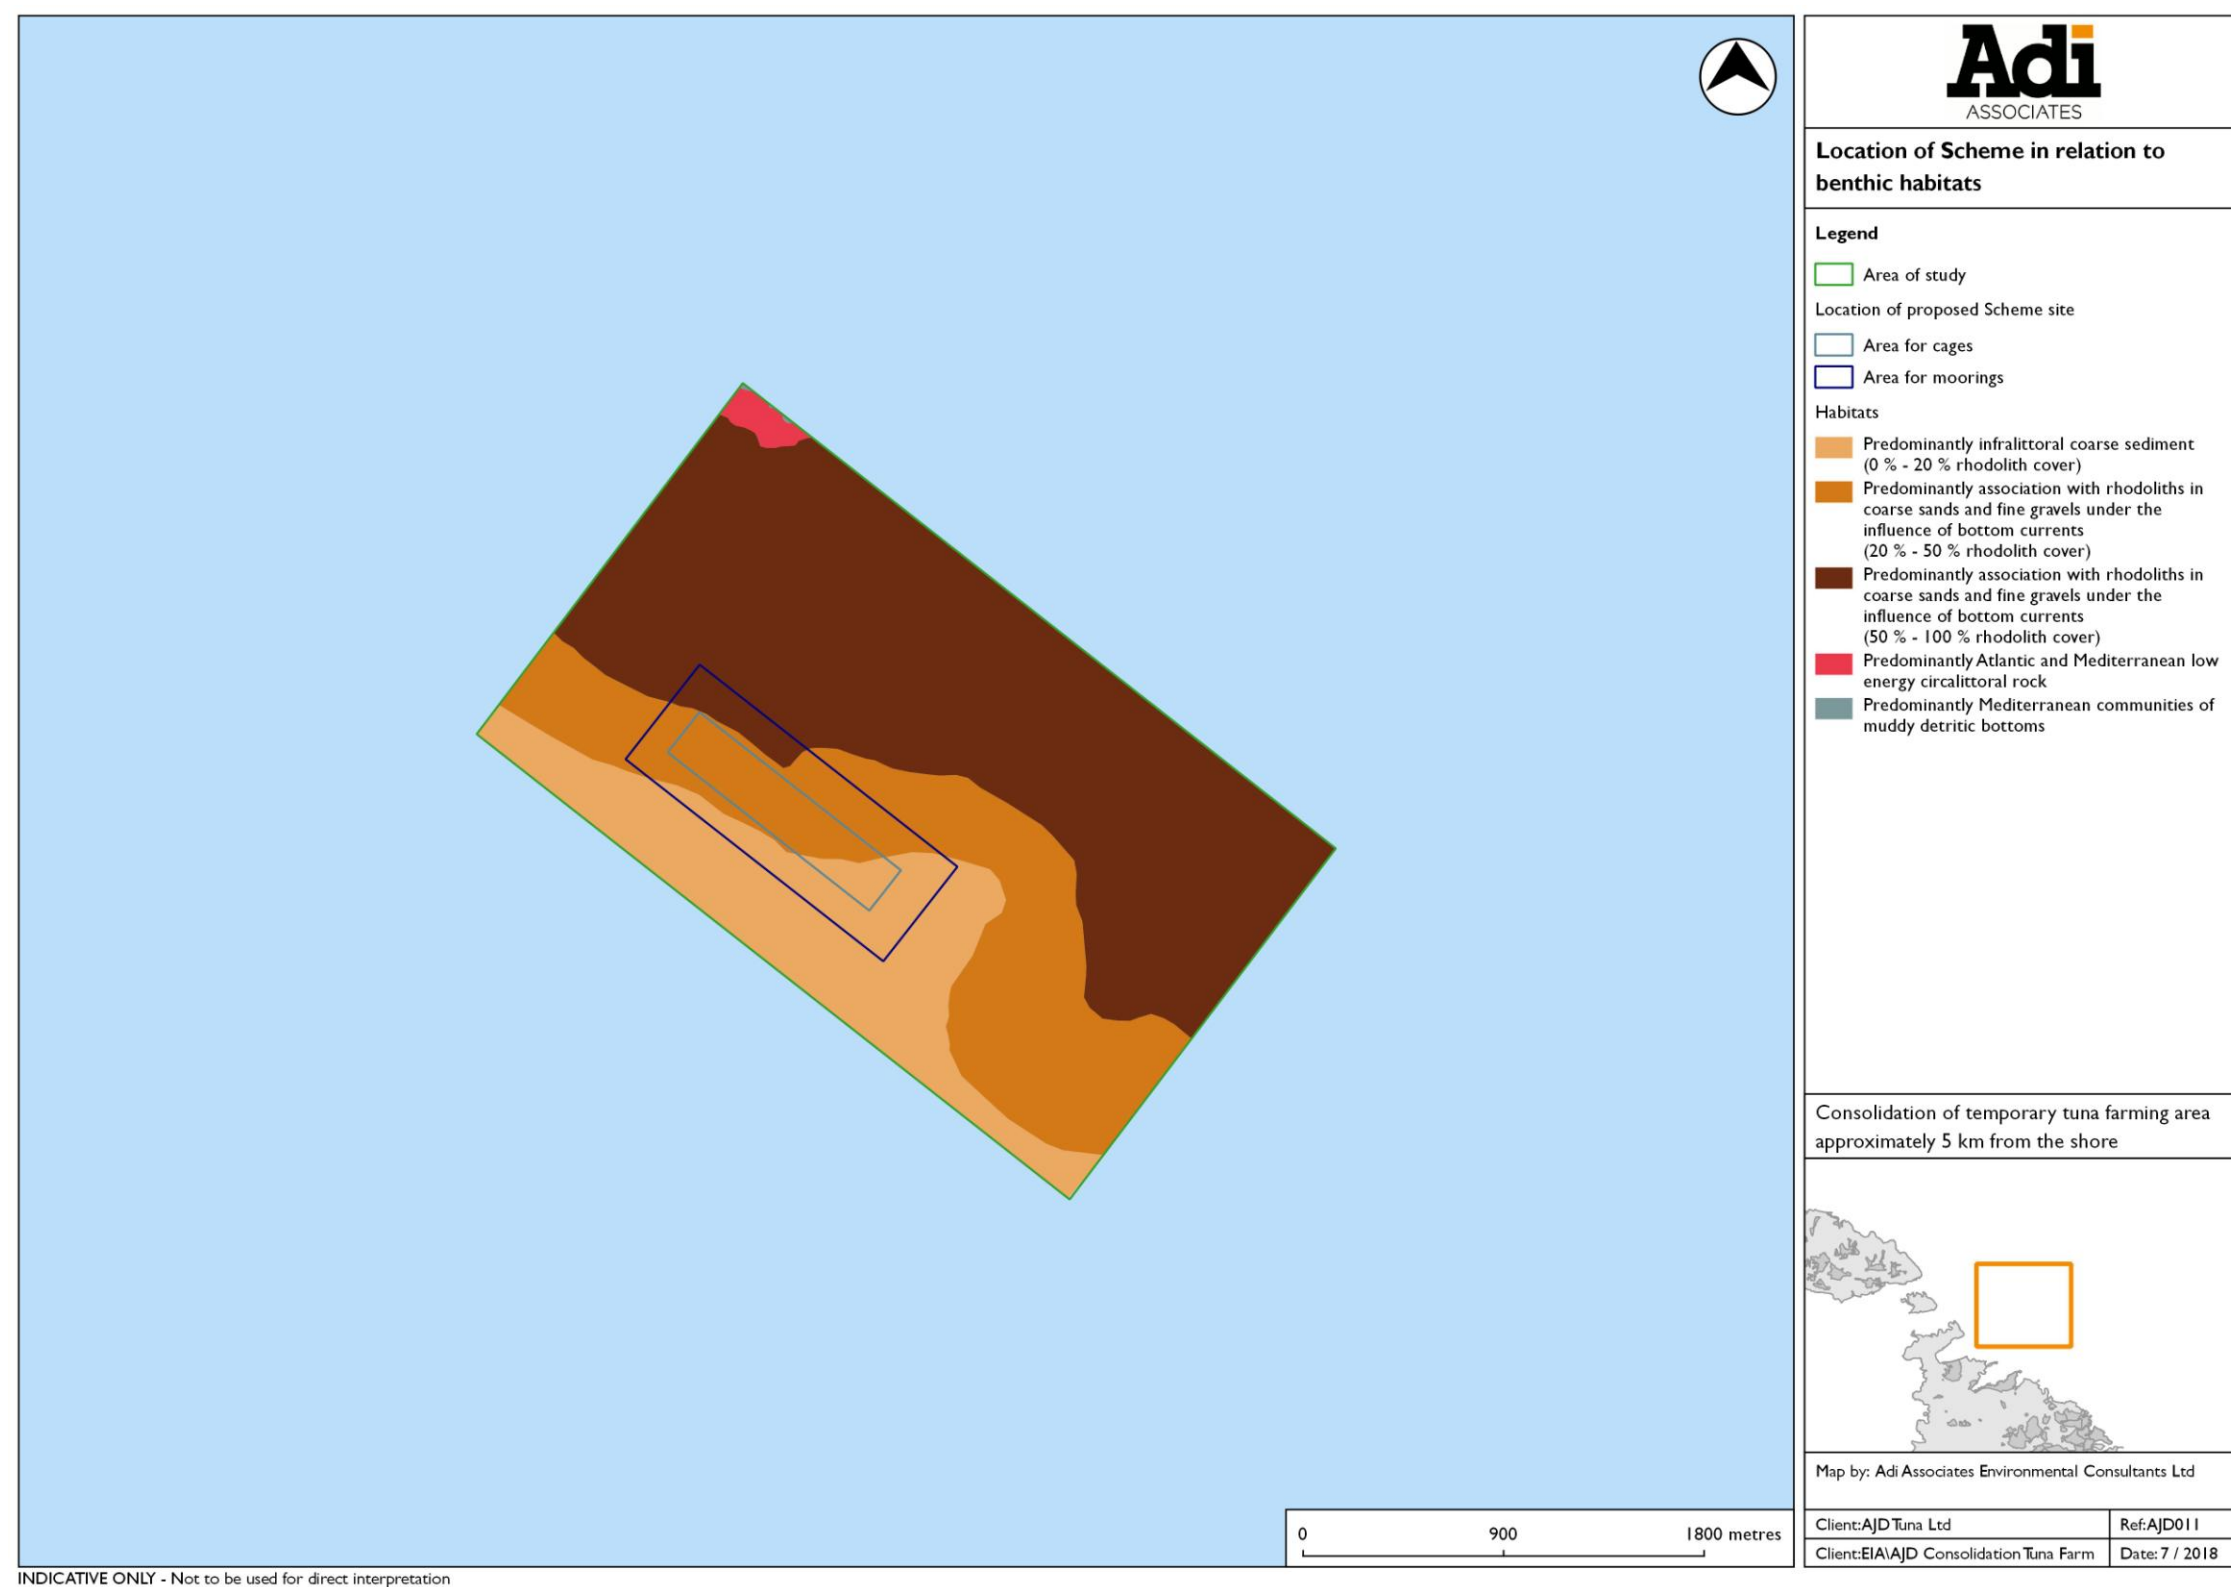 Adi
ASSOCIATES
Location of Scheme in relation to
benthic habitats
Legend
Area of study
Location of proposed Scheme site
Area for cages
Area for moorings
Habitats
Predominantly infralittoral coarse sediment
(0 % - 20 % rhodolith cover)
Predominantly association with rhodoliths in
coarse sands and fine gravels under the
influence of bottom currents
(20 % - 50 % rhodolith cover)
Predominantly association with rhodoliths in
coarse sands and fine gravels under the
influence of bottom currents
(50 % - 100 % rhodolith cover)
Predominantly Atlantic and Mediterranean low
energy circalittoral rock
Predominantly Mediterranean communities of
muddy detritic bottoms
Consolidation of temporary tuna farming area
approximately 5 km from the shore
Map by: Adi Associates Environmental Consultants Ltd
Client:AJD Tuna Ltd Ref:AJD011
Client:EIA\AJD Consolidation Tuna Farm Date: 7 / 2018
0 900 1800 metres
INDICATIVE ONLY - Not to be used for direct interpretation